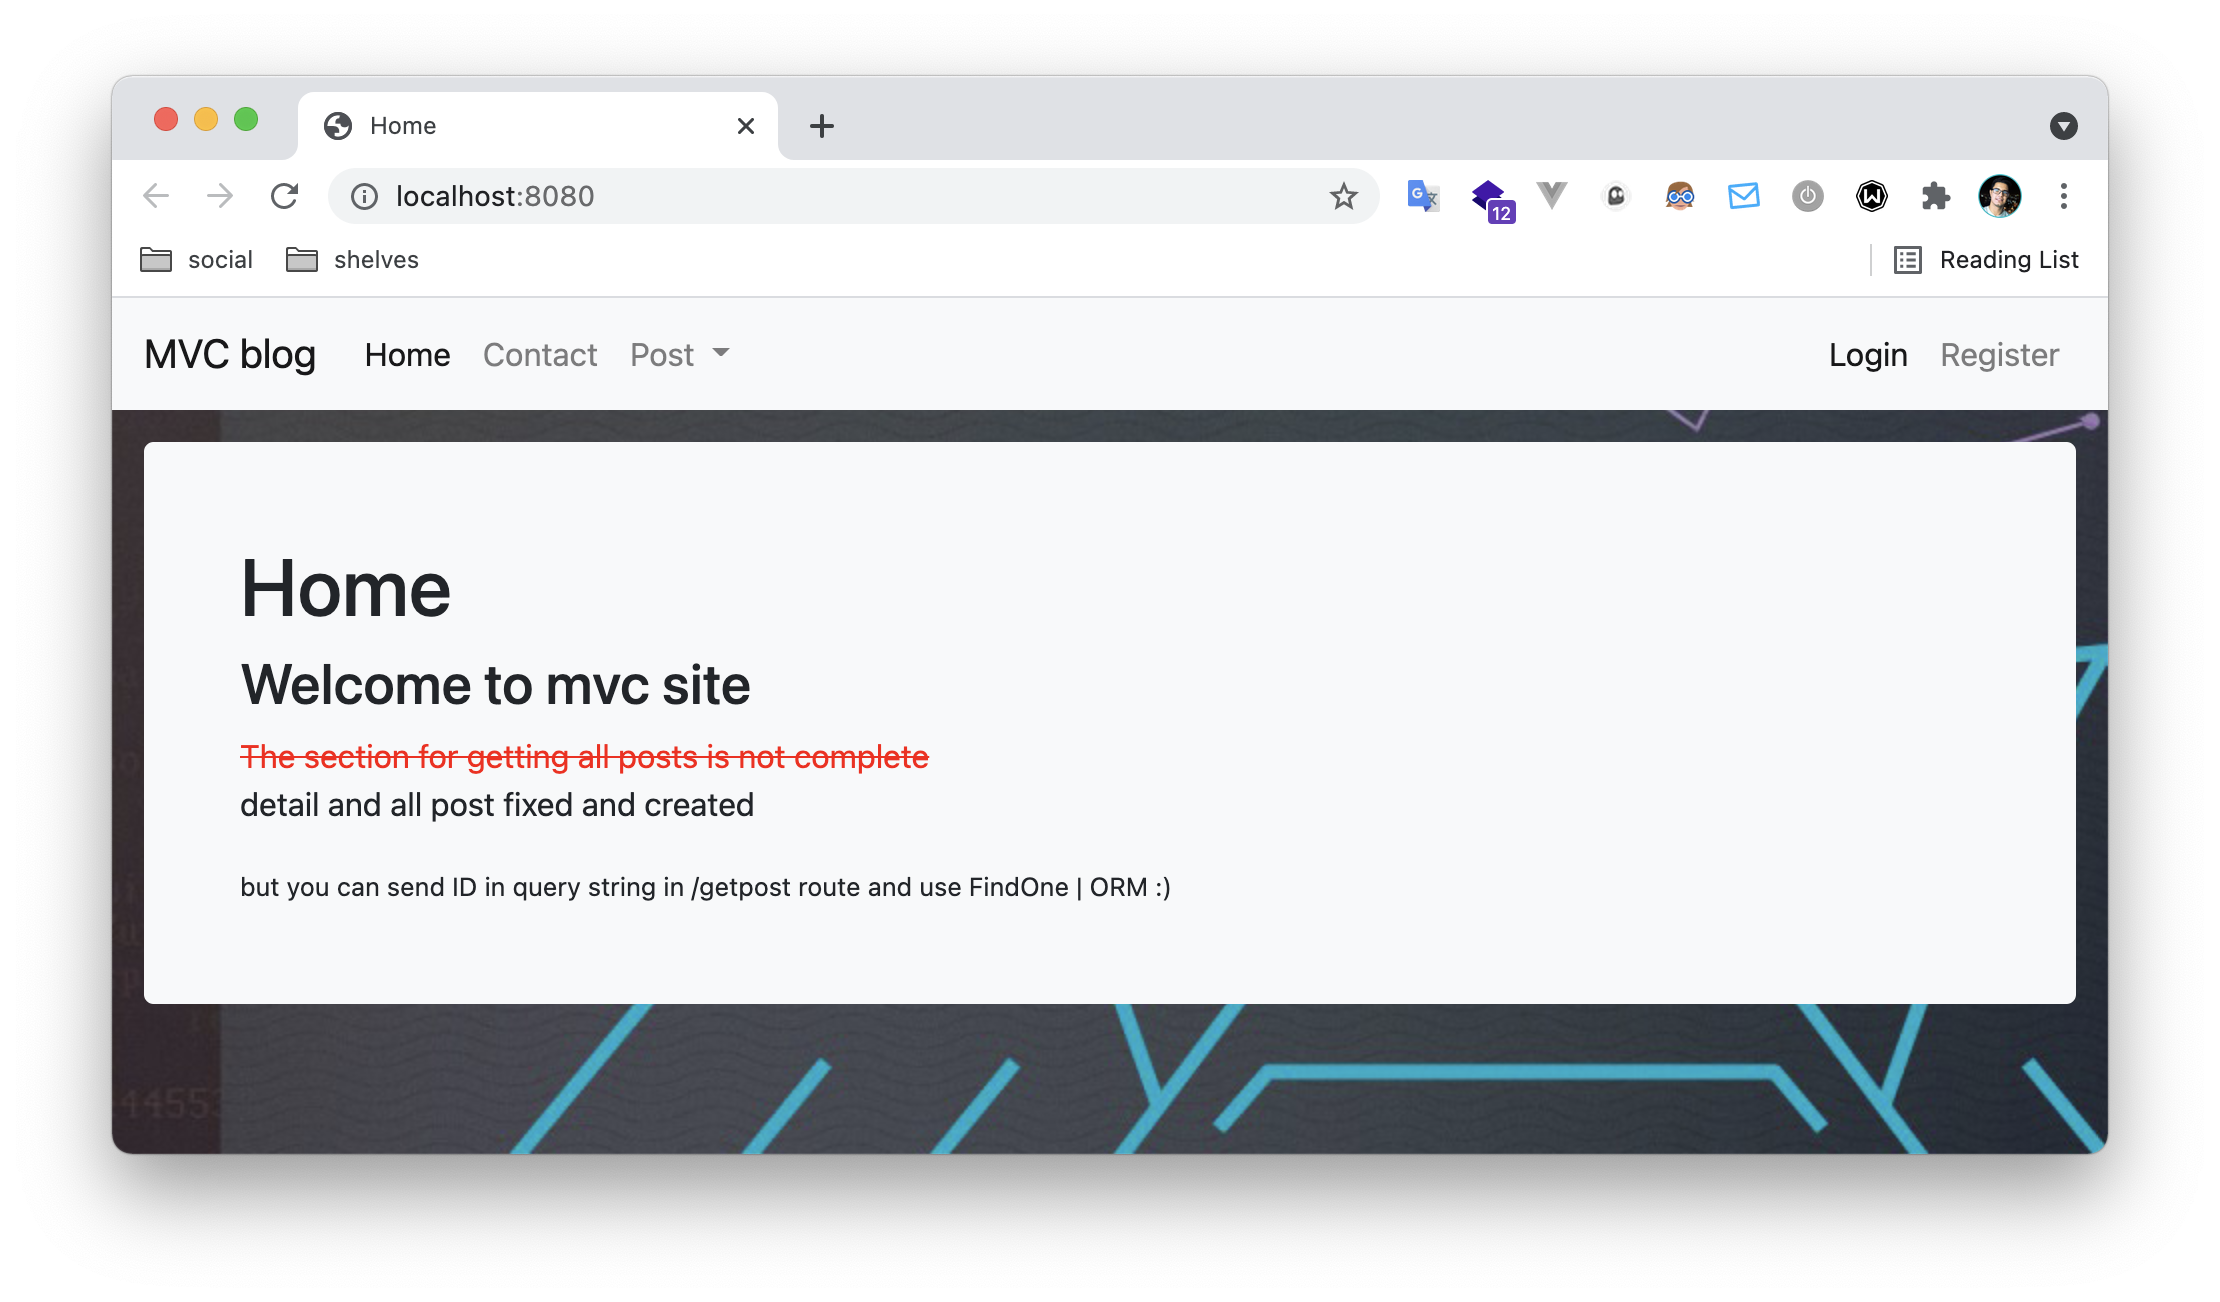 Home
localhost:8080
12
social shelves Reading List
MVC blog Home Contact Post Login Register
Home
Welcome to mvc site
The section for getting all posts is not complete
detail and all post fixed and created
but you can send ID in query string in /getpost route and use FindOne | ORM :)
44553